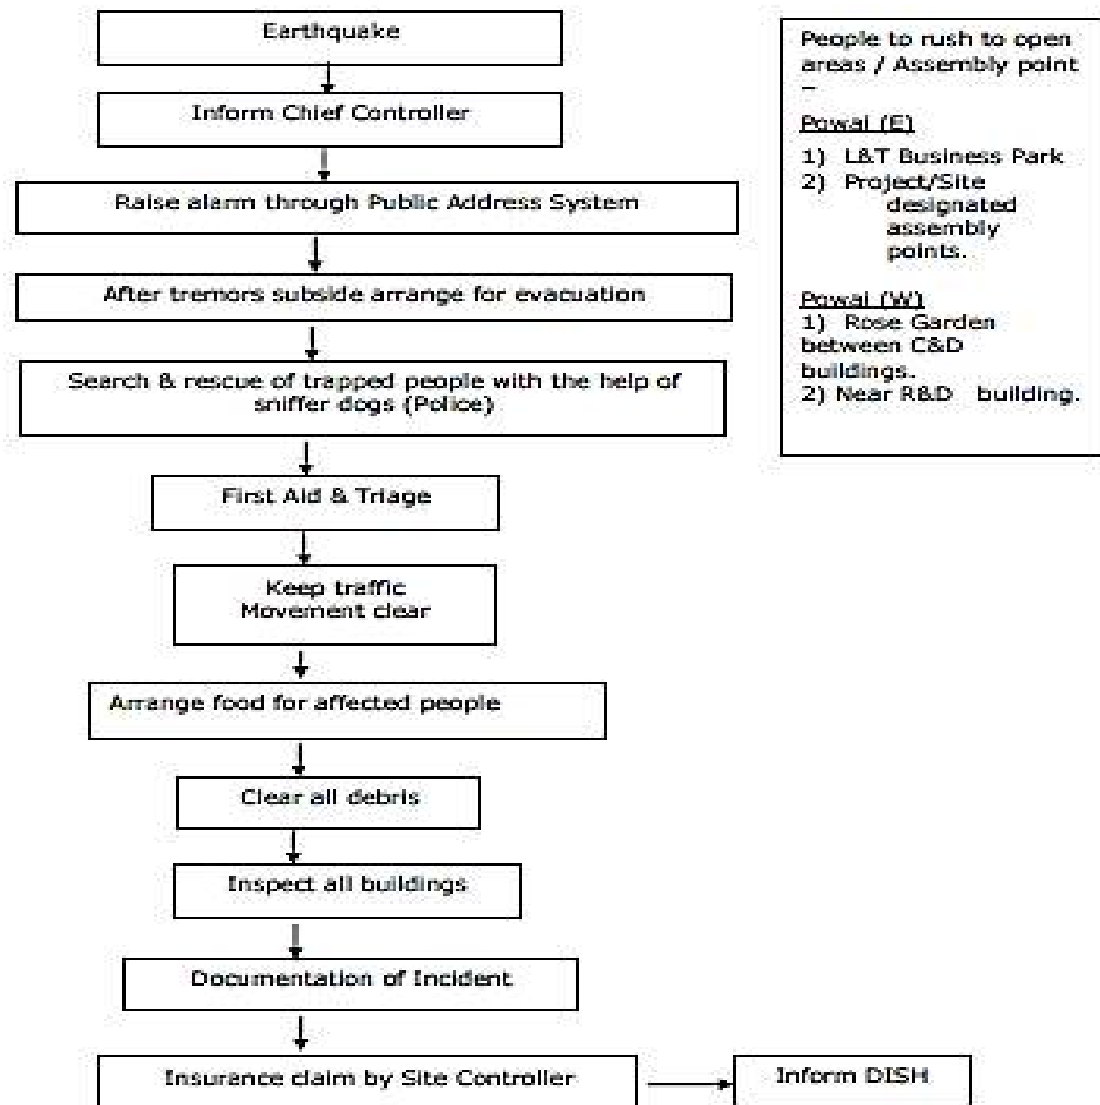 Earthquake
Inform Chief Controller
Raise alarm through Public Address System
After tremors subside arrange for evacuation
Search & rescue of trapped people with the help of
sniffer dogs (Police)
First Aid & Triage
Keep traffic
Movement clear
Arrange food for affected people
Clear all debris
Inspect all buildings
Documentation of Incident
Insurance claim by Site Controller
Inform DISH
People to rush to open
areas / Assembly point
–
Powai (E)
1) L&T Business Park
2) Project/Site
designated
assembly
points.
Powai (W)
1) Rose Garden
between C&D
buildings.
2) Near R&D building.